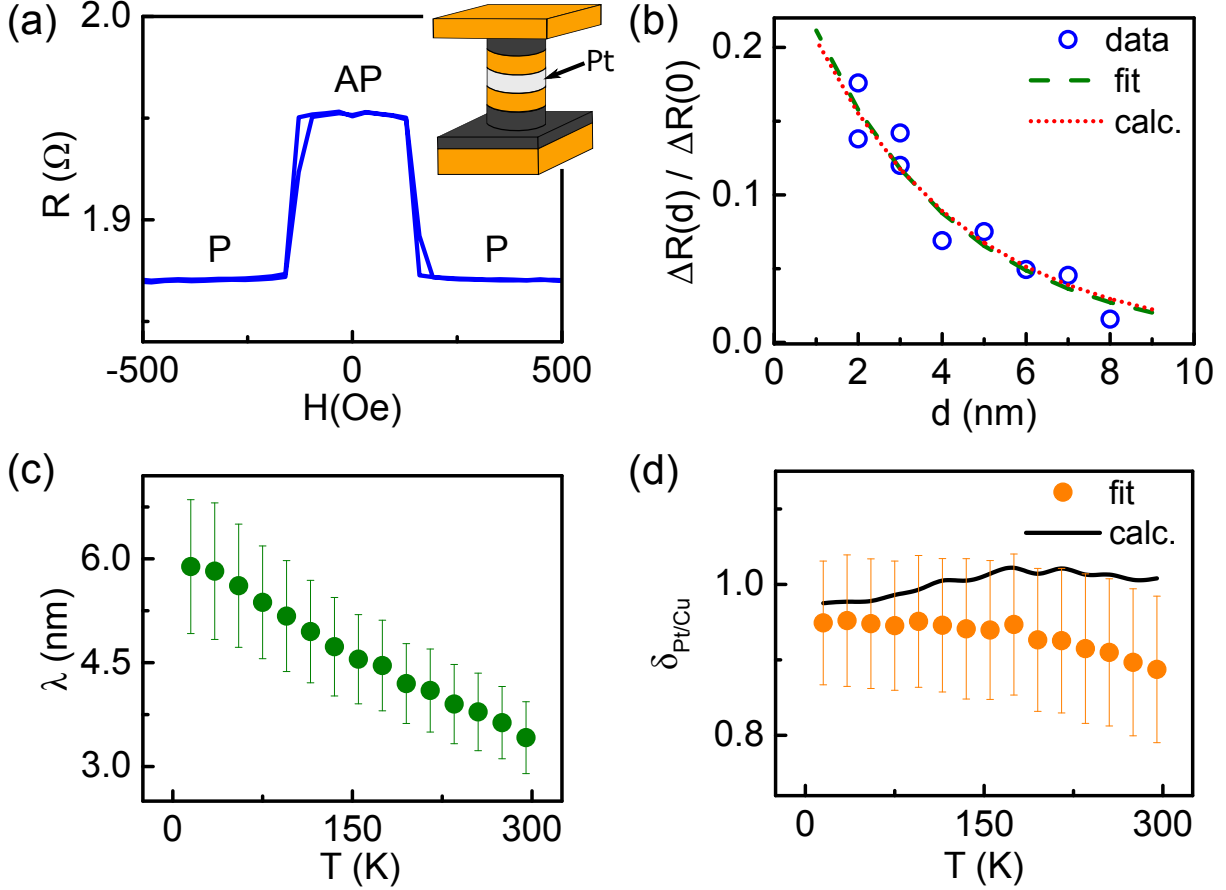 (a)
2.0
1.9
R (Ω)
AP
P
P
Pt
-500
0
500
H(Oe)
(b)
0.2
0.1
0.0
ΔR(d) / ΔR(0)
data
fit
calc.
0
2
4
6
8
10
d (nm)
(c)
6.0
4.5
3.0
λ (nm)
0
150
300
T (K)
(d)
1.0
0.8
δPt/Cu
fit
calc.
0
150
300
T (K)